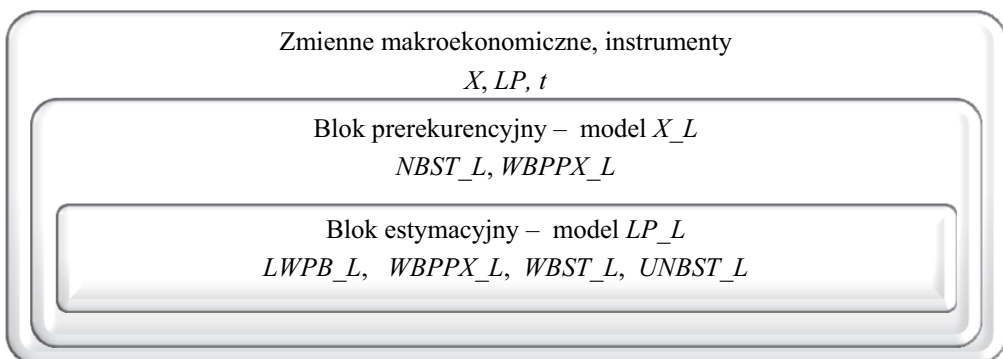 Zmienne makroekonomiczne, instrumenty
X, LP, t
Blok prerekurencyjny – model X_L
NBST_L, WBPPX_L
Blok estymacyjny – model LP_L
LWPB_L, WBPPX_L, WBST_L, UNBST_L